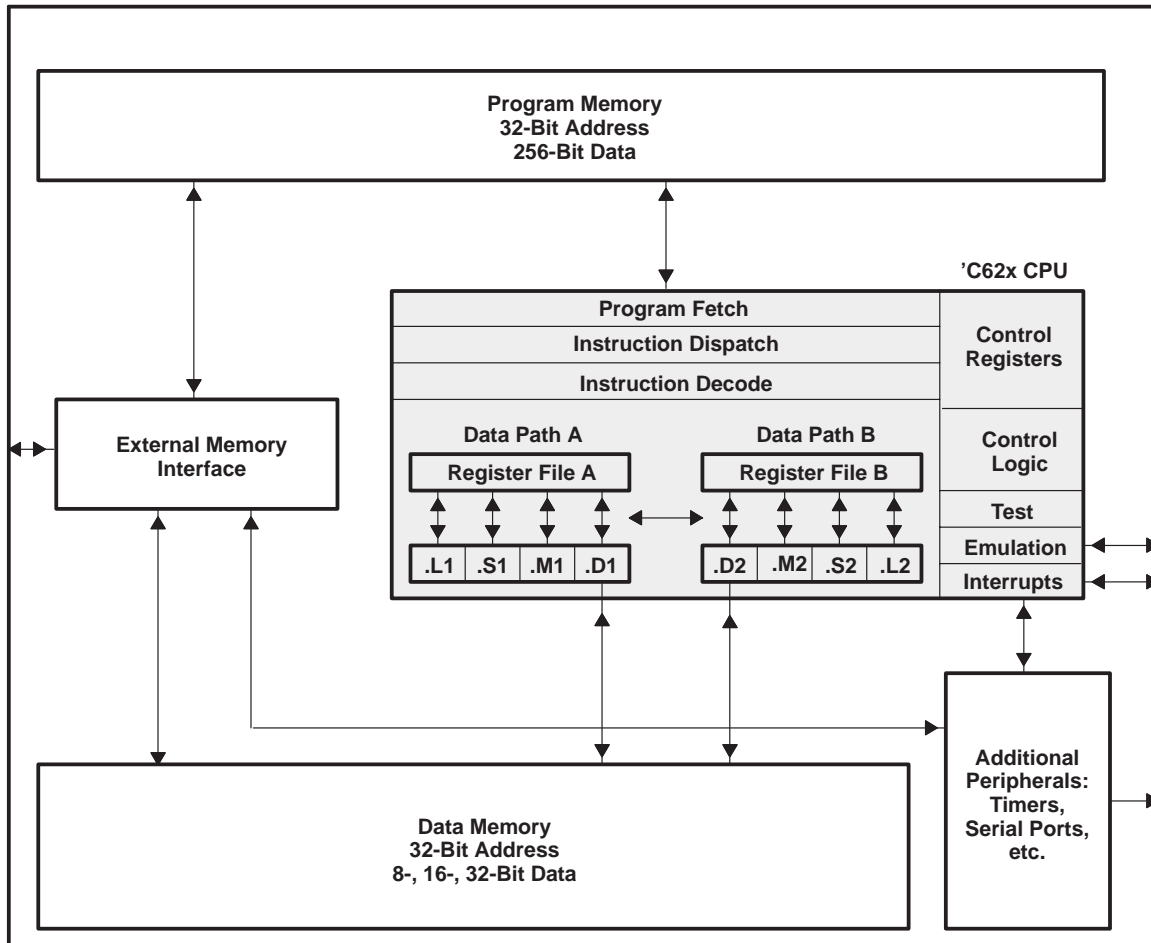 Program Memory
32-Bit Address
256-Bit Data
’C62x CPU
Program Fetch
Instruction Dispatch
Instruction Decode
Control
Registers
Data Path A
Data Path B
Register File A
Register File B
.L1 .S1 .M1 .D1
.D2 .M2 .S2 .L2
Control
Logic
Test
Emulation
Interrupts
External Memory
Interface
Additional
Peripherals:
Timers,
Serial Ports,
etc.
Data Memory
32-Bit Address
8-, 16-, 32-Bit Data